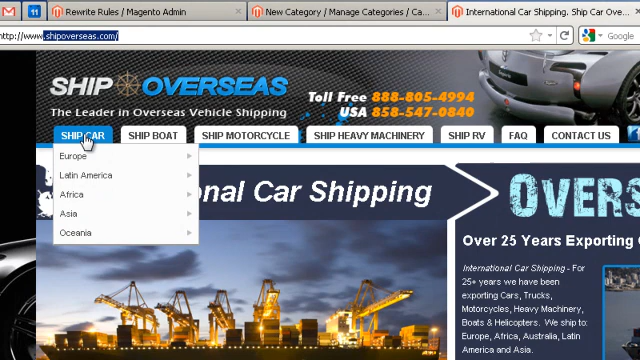 11
Rewrite Rules / Magento Admin
New Category / Manage Categories / Ca...
International Car Shipping. Ship Car Ove...
http://www.shipoverseas.com/
Google
SHIP OVERSEAS
The Leader in Overseas Vehicle Shipping
Toll Free 888-805-4994
USA 858-547-0840
SHIP CAR
SHIP BOAT
SHIP MOTORCYCLE
SHIP HEAVY MACHINERY
SHIP RV
FAQ
CONTACT US
Europe
Latin America
Africa
Asia
Oceania
onal Car Shipping
OVERS
Over 25 Years Exporting
International Car Shipping - For
25+ years we have been
exporting Cars, Trucks,
Motorcycles, Heavy Machinery,
Boats & Helicopters. We ship to:
Europe, Africa, Australia, Latin
America and Asia.